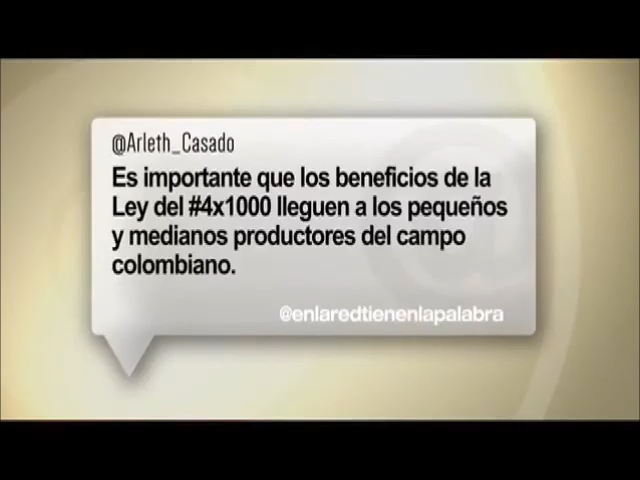 @Arleth_Casado
Es importante que los beneficios de la
Ley del #4x1000 lleguen a los pequeños
y medianos productores del campo
colombiano.
@enlaredtienenlapalabra